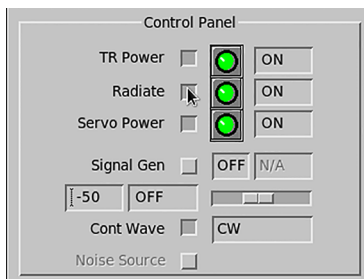 Control Panel
TR Power ON
Radiate ON
Servo Power ON
Signal Gen OFF N/A
-50 OFF
Cont Wave CW
Noise Source